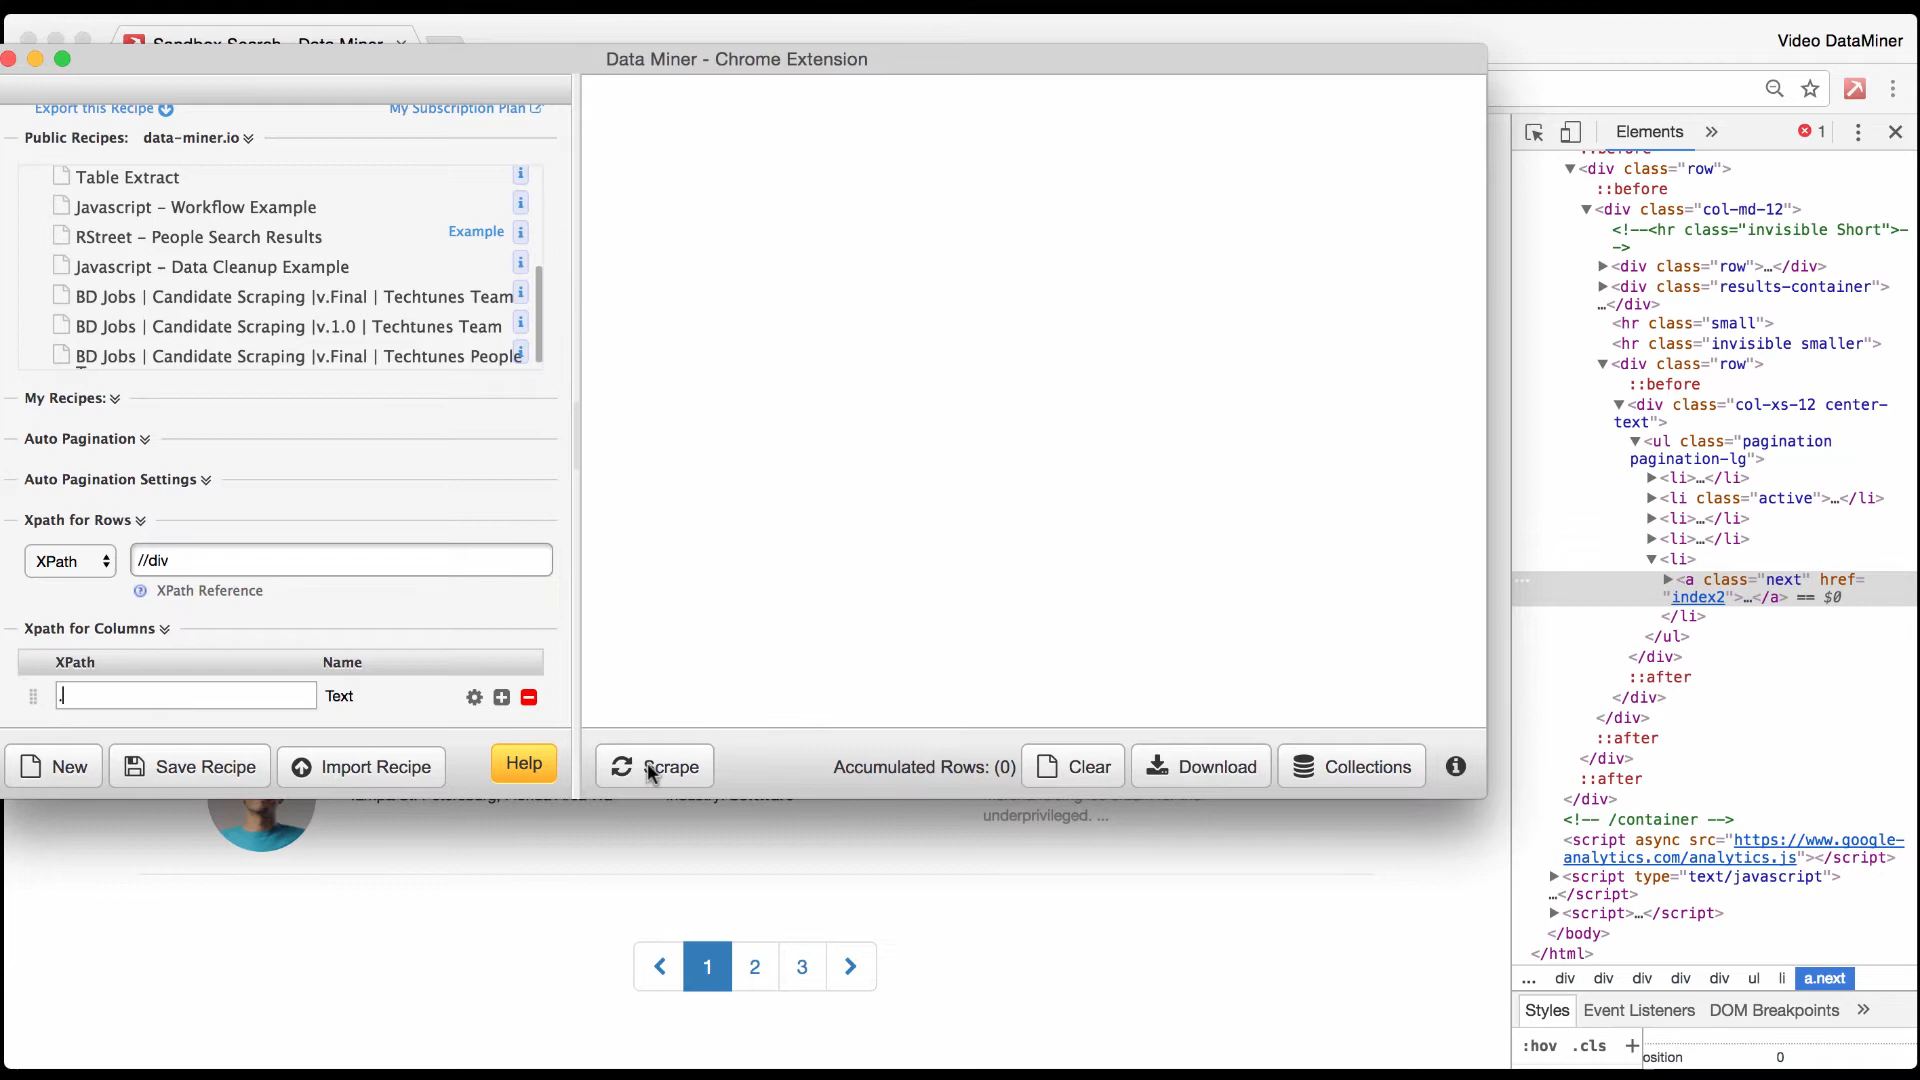 Sandbox Search - Data Miner
Video DataMiner
Data Miner - Chrome Extension
Export this Recipe
My Subscription Plan
Public Recipes: data-miner.io
Table Extract
Javascript - Workflow Example
RStreet - People Search Results
Example
Javascript - Data Cleanup Example
BD Jobs | Candidate Scraping |v.Final | Techtunes Team
BD Jobs | Candidate Scraping |v.1.0 | Techtunes Team
BD Jobs | Candidate Scraping |v.Final | Techtunes People
My Recipes:
Auto Pagination
Auto Pagination Settings
Xpath for Rows
XPath
//div
XPath Reference
Xpath for Columns
XPath
Name
.
Text
New
Save Recipe
Import Recipe
Help
Scrape
Accumulated Rows: (0)
Clear
Download
Collections
underprivileged. ...
1
2
3
Elements
1
<div class="row">
::before
<div class="col-md-12">
<!--<hr class="invisible Short">-
->
<div class="row">…</div>
<div class="results-container">
…</div>
<hr class="small">
<hr class="invisible smaller">
<div class="row">
::before
<div class="col-xs-12 center-
text">
<ul class="pagination
pagination-lg">
<li>…</li>
<li class="active">…</li>
<li>…</li>
<li>…</li>
<li>
<a class="next" href=
"index2">…</a> == $0
</li>
</ul>
</div>
::after
</div>
</div>
::after
</div>
::after
</div>
<!-- /container -->
<script async src="https://www.google-
analytics.com/analytics.js"></script>
<script type="text/javascript">
…</script>
<script>…</script>
</body>
</html>
... div div div div div ul li a.next
Styles Event Listeners DOM Breakpoints
:hov .cls +
osition 0